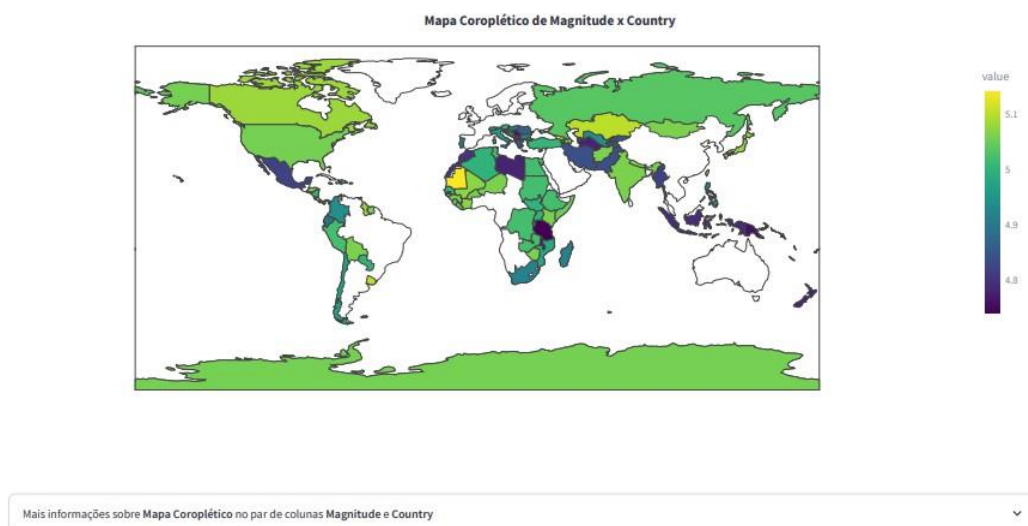 Mapa Coroplético de Magnitude x Country
value
5.1
5
4.9
4.8
Mais informações sobre Mapa Coroplético no par de colunas Magnitude e Country